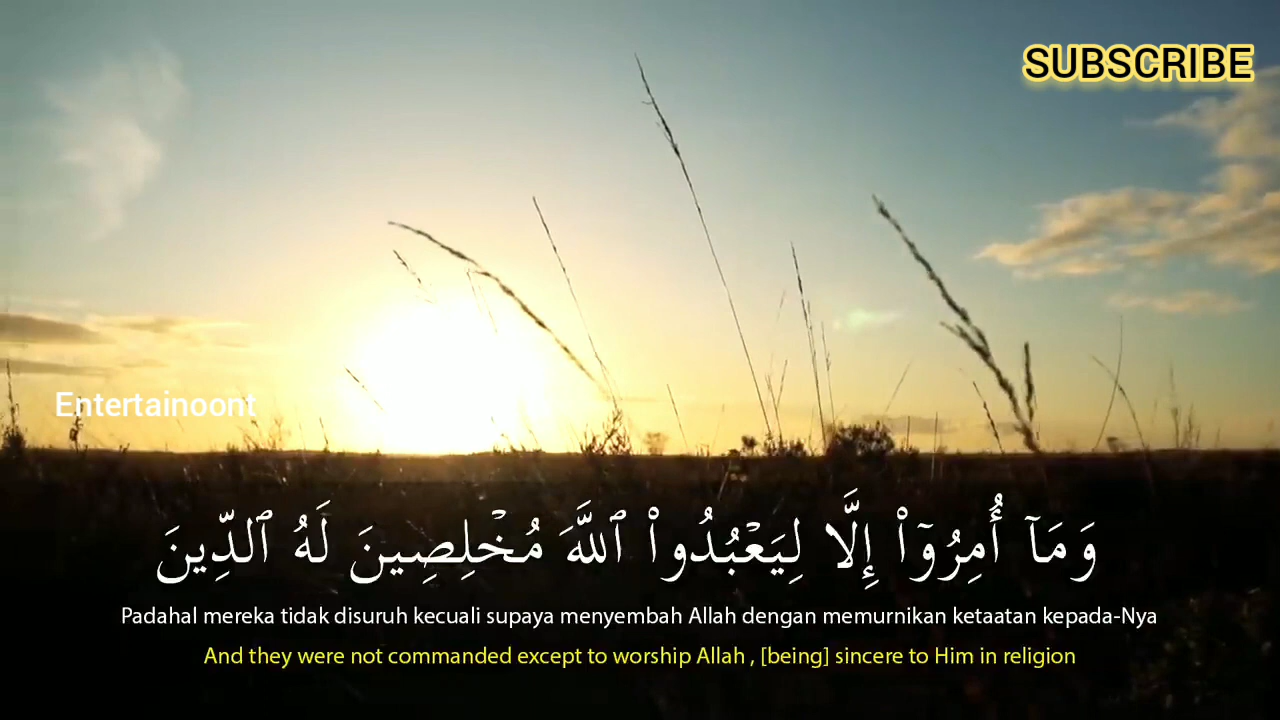 SUBSCRIBE
Entertainoont
وَمَآ أُمِرُوٓا۟ إِلَّا لِيَعْبُدُوا۟ ٱللَّهَ مُخْلِصِينَ لَهُ ٱلدِّينَ
Padahal mereka tidak disuruh kecuali supaya menyembah Allah dengan memurnikan ketaatan kepada-Nya
And they were not commanded except to worship Allah , [being] sincere to Him in religion